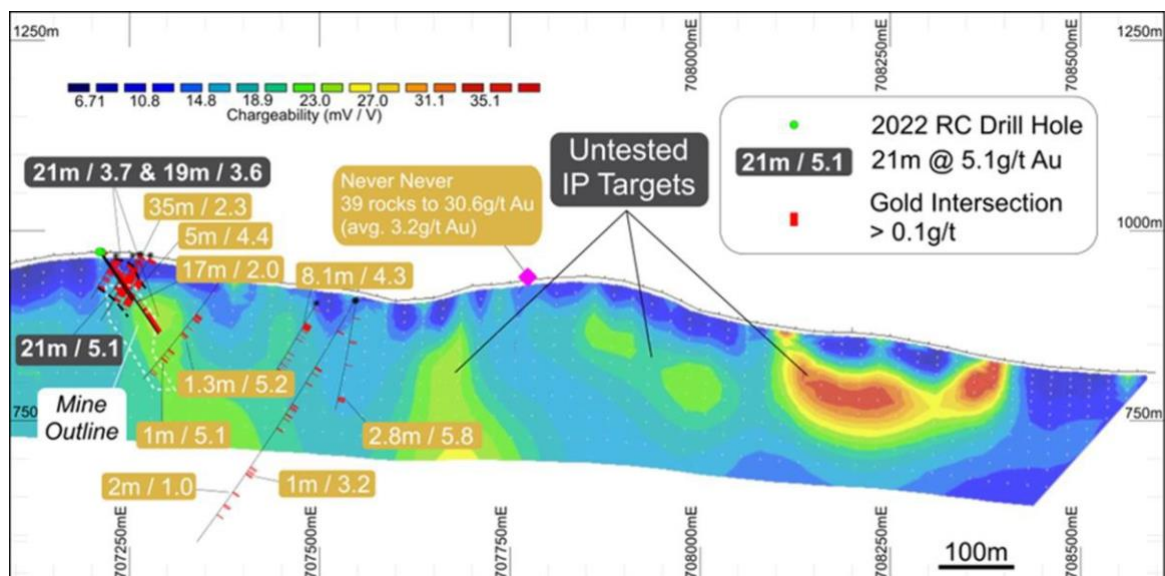 1250m
708000mE
708250mE
708500mE
1250m
6.71 10.8 14.8 18.9 23.0 27.0 31.1 35.1
Chargeability (mV / V)
2022 RC Drill Hole
21m / 5.1
21m @ 5.1g/t Au
Gold Intersection
> 0.1g/t
Untested
IP Targets
21m / 3.7 & 19m / 3.6
Never Never
39 rocks to 30.6g/t Au
(avg. 3.2g/t Au)
35m / 2.3
5m / 4.4
17m / 2.0
8.1m / 4.3
1000m
21m / 5.1
1.3m / 5.2
Mine
Outline
750
1m / 5.1
2.8m / 5.8
750m
2m / 1.0
1m / 3.2
707250mE
707500mE
707750mE
708000mE
708250mE
708500mE
100m